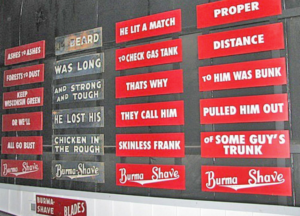 ASHES TO ASHES
FORESTS TO DUST
KEEP
WISCONSIN GREEN
OR WE'LL
ALL GO BUST
Burma-Shave
BEARD
WAS LONG
AND STRONG
AND TOUGH
HE LOST HIS
CHICKEN IN
THE ROUGH
Burma-Shave
HE LIT A MATCH
TO CHECK GAS TANK
THATS WHY
THEY CALL HIM
SKINLESS FRANK
Burma-Shave
PROPER
DISTANCE
TO HIM WAS BUNK
PULLED HIM OUT
OF SOME GUY'S
TRUNK
Burma-Shave
BURMA-
SHAVE
BLADES